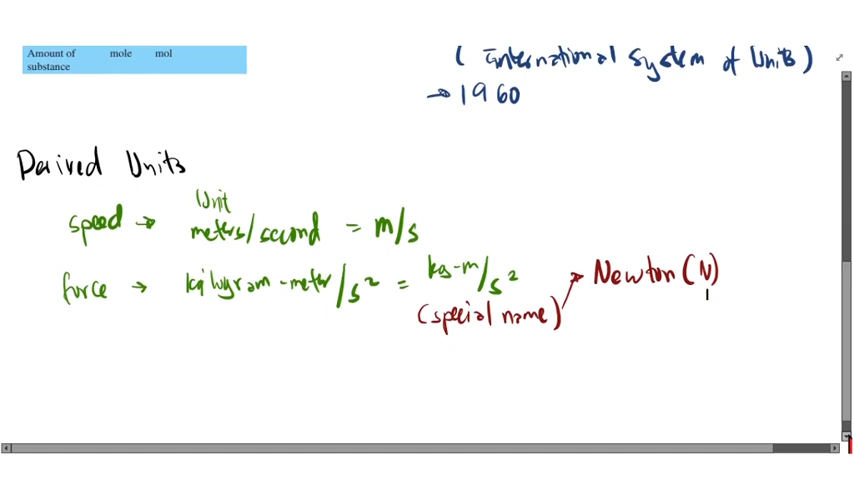 Amount of mole mol
substance
( International System of Units )
→ 1960
Derived Units
Unit
speed → meters/second = m/s
force → kilogram-meter/s² = kg-m/s² → Newton (N)
(special name)